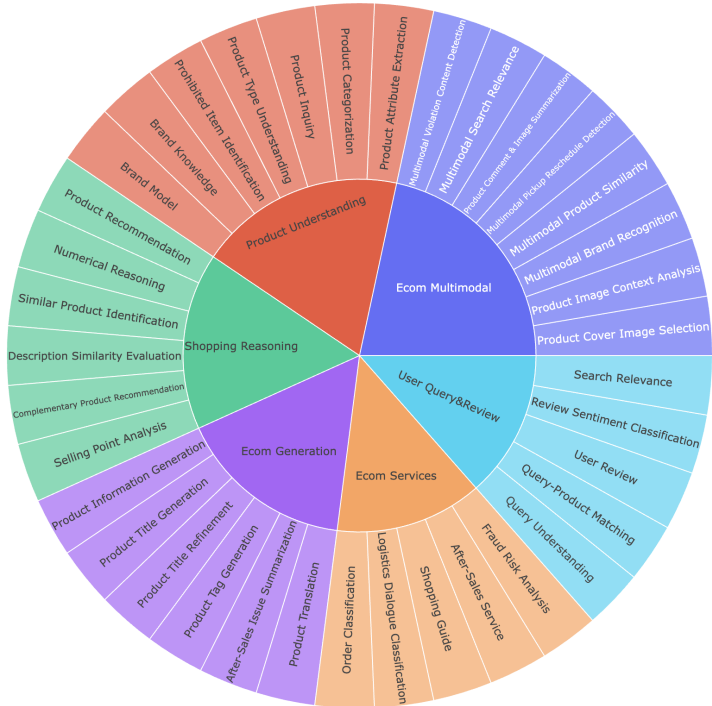 Product Understanding
Brand Model
Brand Knowledge
Prohibited Item Identification
Product Type Understanding
Product Inquiry
Product Categorization
Product Attribute Extraction
Ecom Multimodal
Multimodal Violation Content Detection
Multimodal Search Relevance
Product Comment & Image Summarization
Multimodal Pickup Reschedule Detection
Multimodal Product Similarity
Multimodal Brand Recognition
Product Image Context Analysis
Product Cover Image Selection
User Query&Review
Search Relevance
Review Sentiment Classification
User Review
Query-Product Matching
Query Understanding
Ecom Services
Fraud Risk Analysis
After-Sales Service
Shopping Guide
Logistics Dialogue Classification
Order Classification
Ecom Generation
Product Translation
After-Sales Issue Summarization
Product Tag Generation
Product Title Refinement
Product Title Generation
Product Information Generation
Shopping Reasoning
Selling Point Analysis
Complementary Product Recommendation
Description Similarity Evaluation
Similar Product Identification
Numerical Reasoning
Product Recommendation